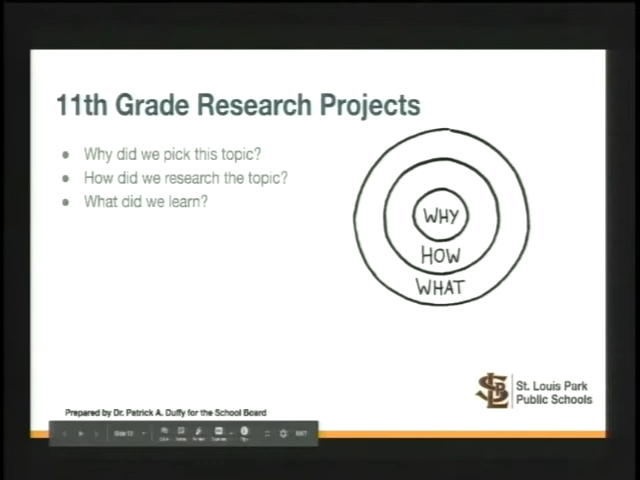 11th Grade Research Projects
Why did we pick this topic?
How did we research the topic?
What did we learn?
WHY
HOW
WHAT
St. Louis Park
Public Schools
Prepared by Dr. Patrick A. Duffy for the School Board